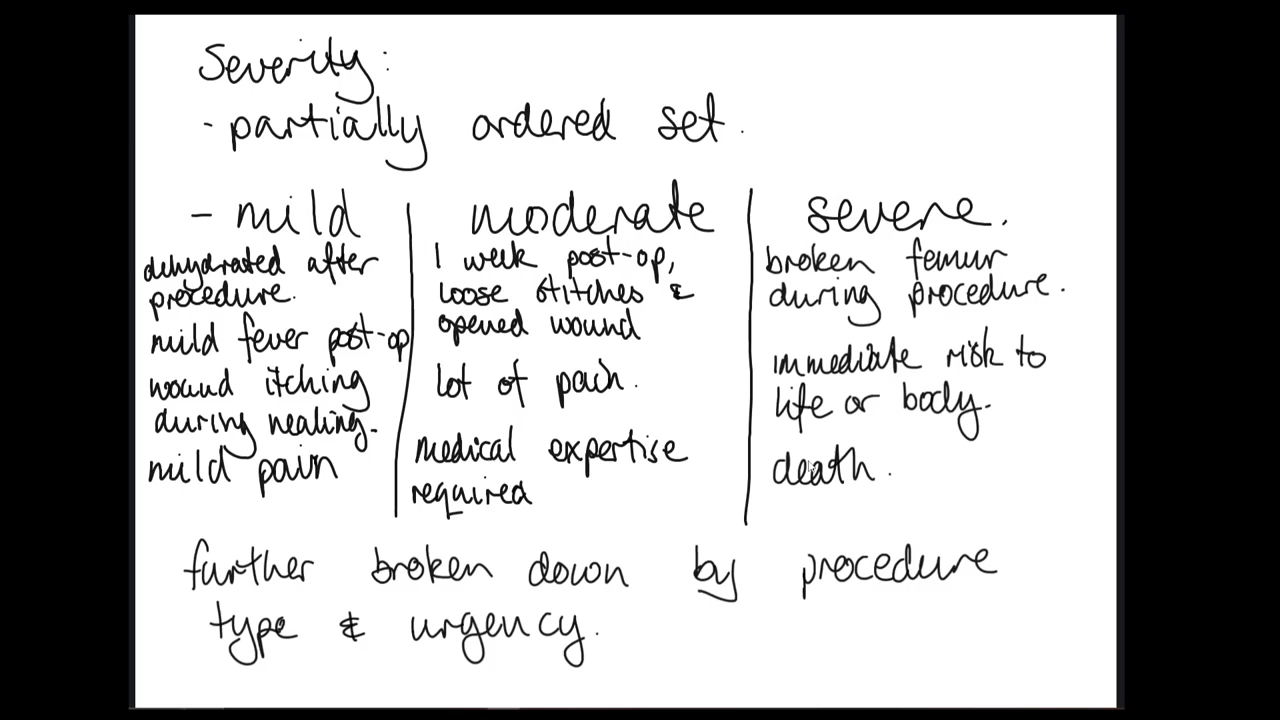 Severity:
- partially ordered set.
- mild
dehydrated after
procedure.
mild fever post-op
wound itching
during healing.
mild pain
moderate
1 week post-op,
loose stitches &
opened wound
lot of pain.
medical expertise
required
severe.
broken femur
during procedure.
immediate risk to
life or body.
death.
further broken down by procedure
type & urgency.